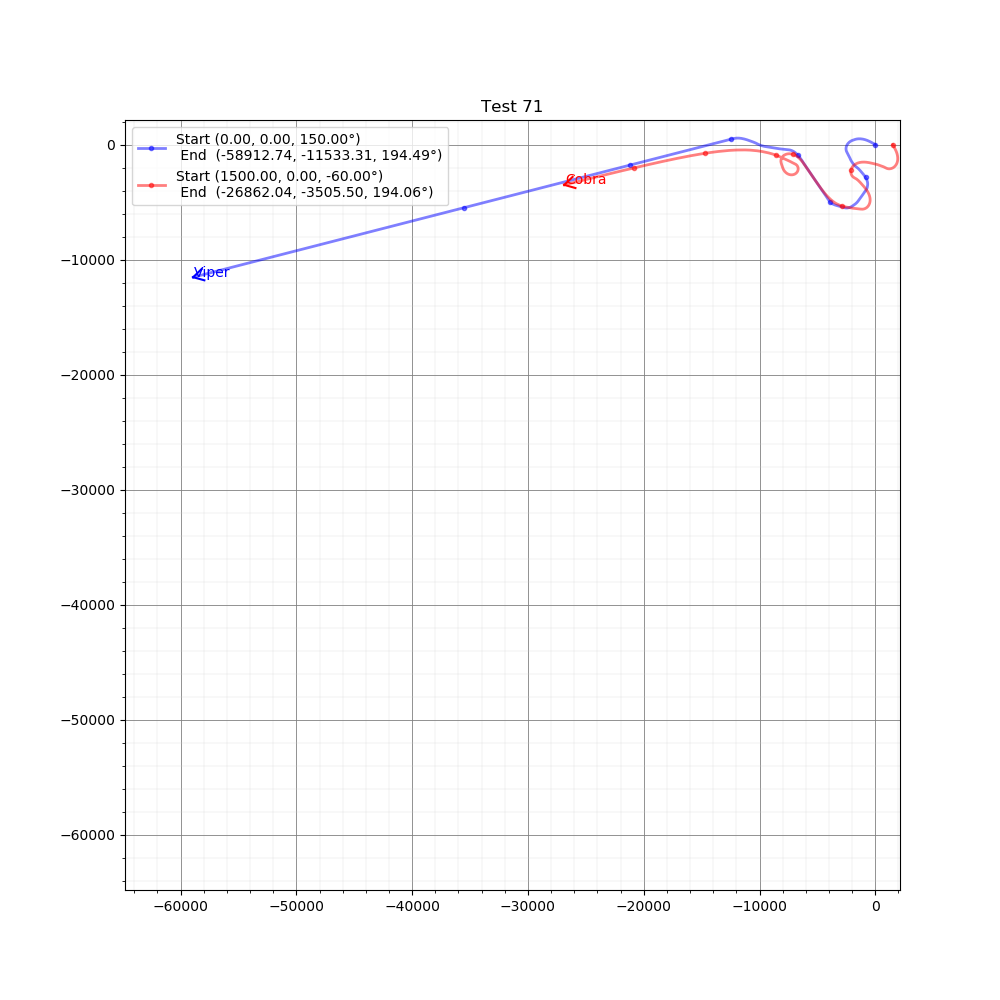 Test 71
Start (0.00, 0.00, 150.00°)
End (-58912.74, -11533.31, 194.49°)
Start (1500.00, 0.00, -60.00°)
End (-26862.04, -3505.50, 194.06°)
Cobra
Viper
0
−10000
−20000
−30000
−40000
−50000
−60000
−60000 −50000 −40000 −30000 −20000 −10000 0